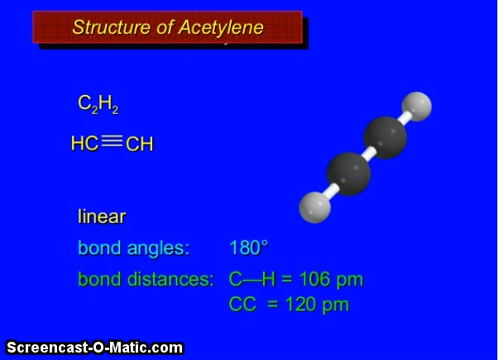 Structure of Acetylene
C₂H₂
HC≡CH
linear
bond angles: 180°
bond distances: C—H = 106 pm
CC = 120 pm
Screencast-O-Matic.com